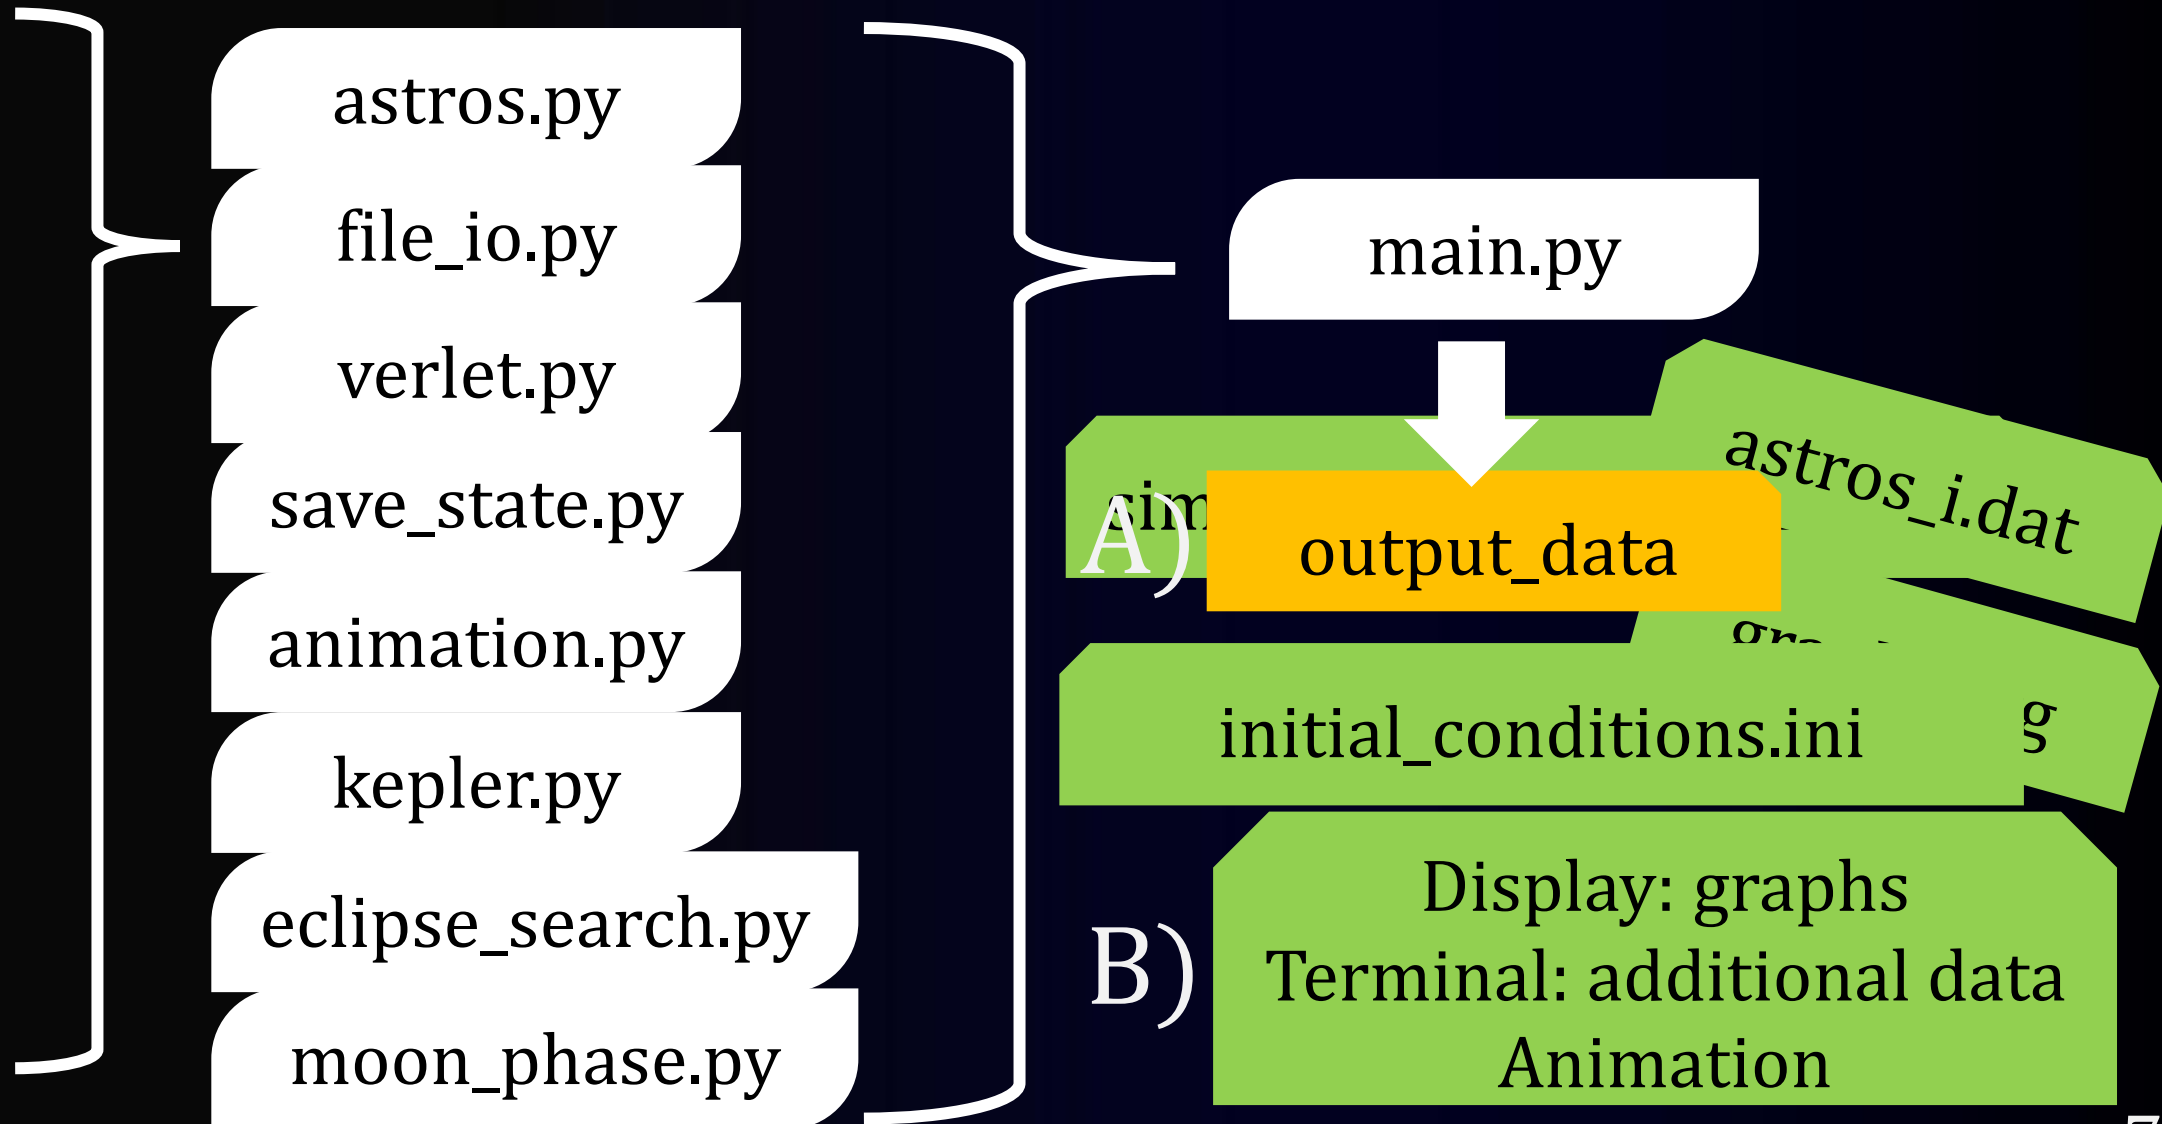 astros.py
file_io.py
verlet.py
save_state.py
animation.py
kepler.py
eclipse_search.py
moon_phase.py
main.py
astros_i.dat
A)
output_data
initial_conditions.ini
B)
Display: graphs
Terminal: additional data
Animation